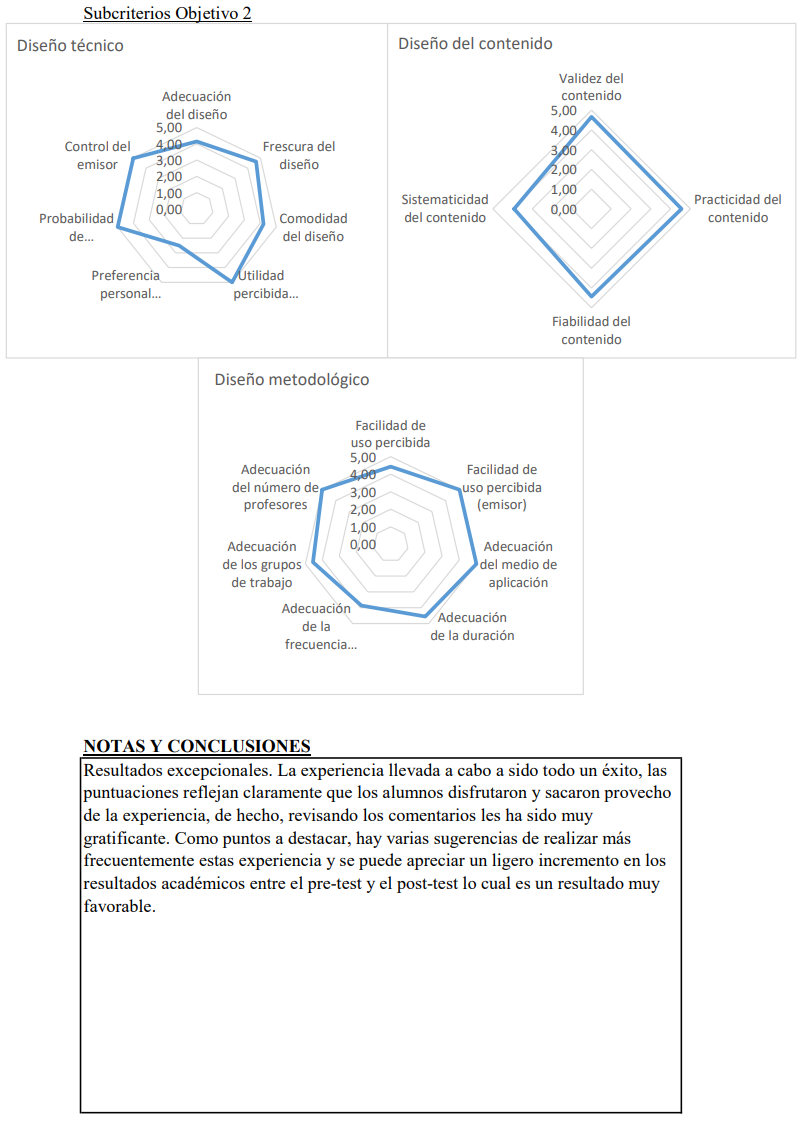 Subcriterios Objetivo 2
Diseño técnico
Adecuación
del diseño
Frescura del
diseño
Comodidad
del diseño
Utilidad
percibida...
Preferencia
personal...
Probabilidad
de...
Control del
emisor
5,00
4,00
3,00
2,00
1,00
0,00
Diseño del contenido
Validez del
contenido
Practicidad del
contenido
Fiabilidad del
contenido
Sistematicidad
del contenido
5,00
4,00
3,00
2,00
1,00
0,00
Diseño metodológico
Facilidad de
uso percibida
Facilidad de
uso percibida
(emisor)
Adecuación
del medio de
aplicación
Adecuación
de la duración
Adecuación
de la
frecuencia...
Adecuación
de los grupos
de trabajo
Adecuación
del número de
profesores
5,00
4,00
3,00
2,00
1,00
0,00
NOTAS Y CONCLUSIONES
Resultados excepcionales. La experiencia llevada a cabo a sido todo un éxito, las
puntuaciones reflejan claramente que los alumnos disfrutaron y sacaron provecho
de la experiencia, de hecho, revisando los comentarios les ha sido muy
gratificante. Como puntos a destacar, hay varias sugerencias de realizar más
frecuentemente estas experiencia y se puede apreciar un ligero incremento en los
resultados académicos entre el pre-test y el post-test lo cual es un resultado muy
favorable.